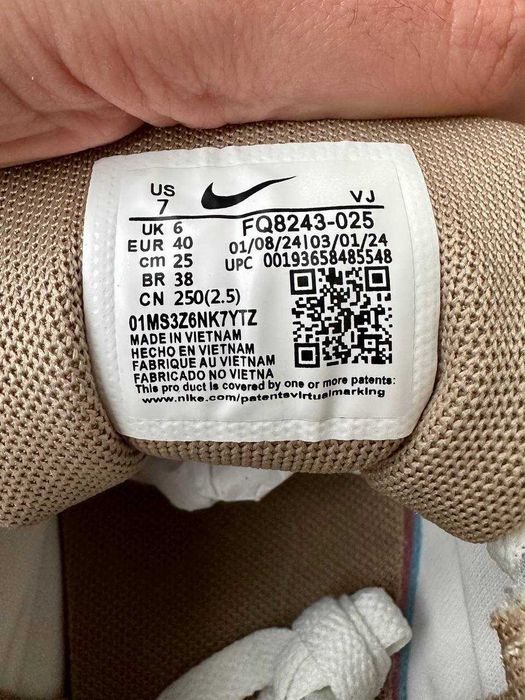 US
7 VJ
UK 6 FQ8243-025
EUR 40 01/08/24|03/01/24
cm 25 UPC 00193658485548
BR 38
CN 250(2.5)
01MS3Z6NK7YTZ
MADE IN VIETNAM
HECHO EN VIETNAM
FABRIQUE AU VIETNAM
FABRICADO NO VIETNA
This pro duct is covered by one or more patents:
www.nike.com/patentsvirtualmarking